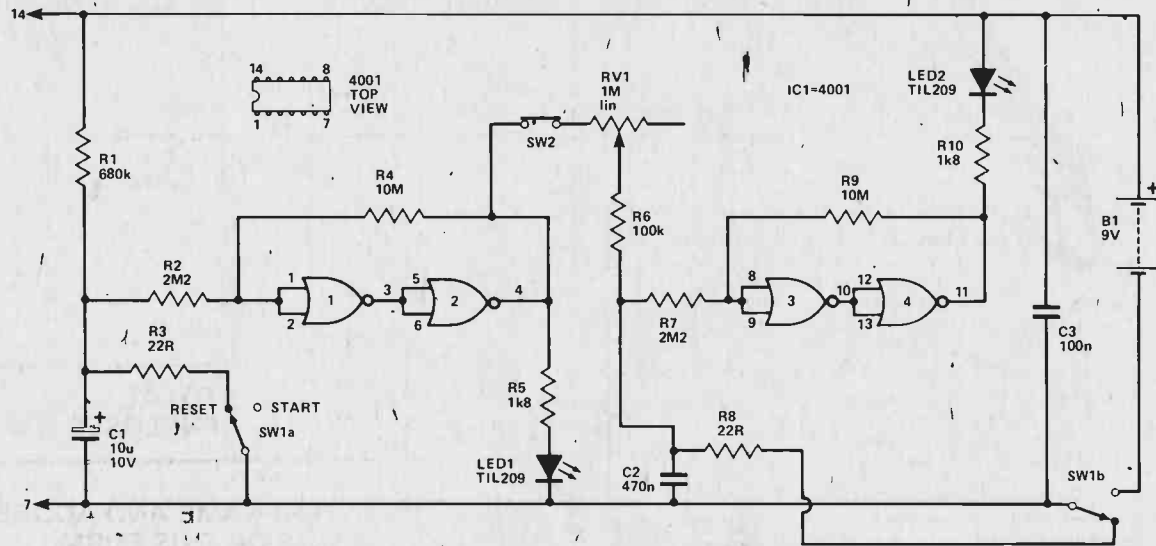 14
14 8
4001
TOP
VIEW
1 7
RV1
1M
lin
IC1=4001
LED2
TIL209
R1
680k
SW2
R10
1k8
R4
10M
R9
10M
R6
100k
B1
9V
+
R2
2M2
1
2
1
3
5
6
2
4
R7
2M2
8
9
3
10
12
13
4
11
C3
100n
R3
22R
R5
1k8
RESET
START
SW1a
+
C1
10u
10V
LED1
TIL209
C2
470n
R8
22R
SW1b
7